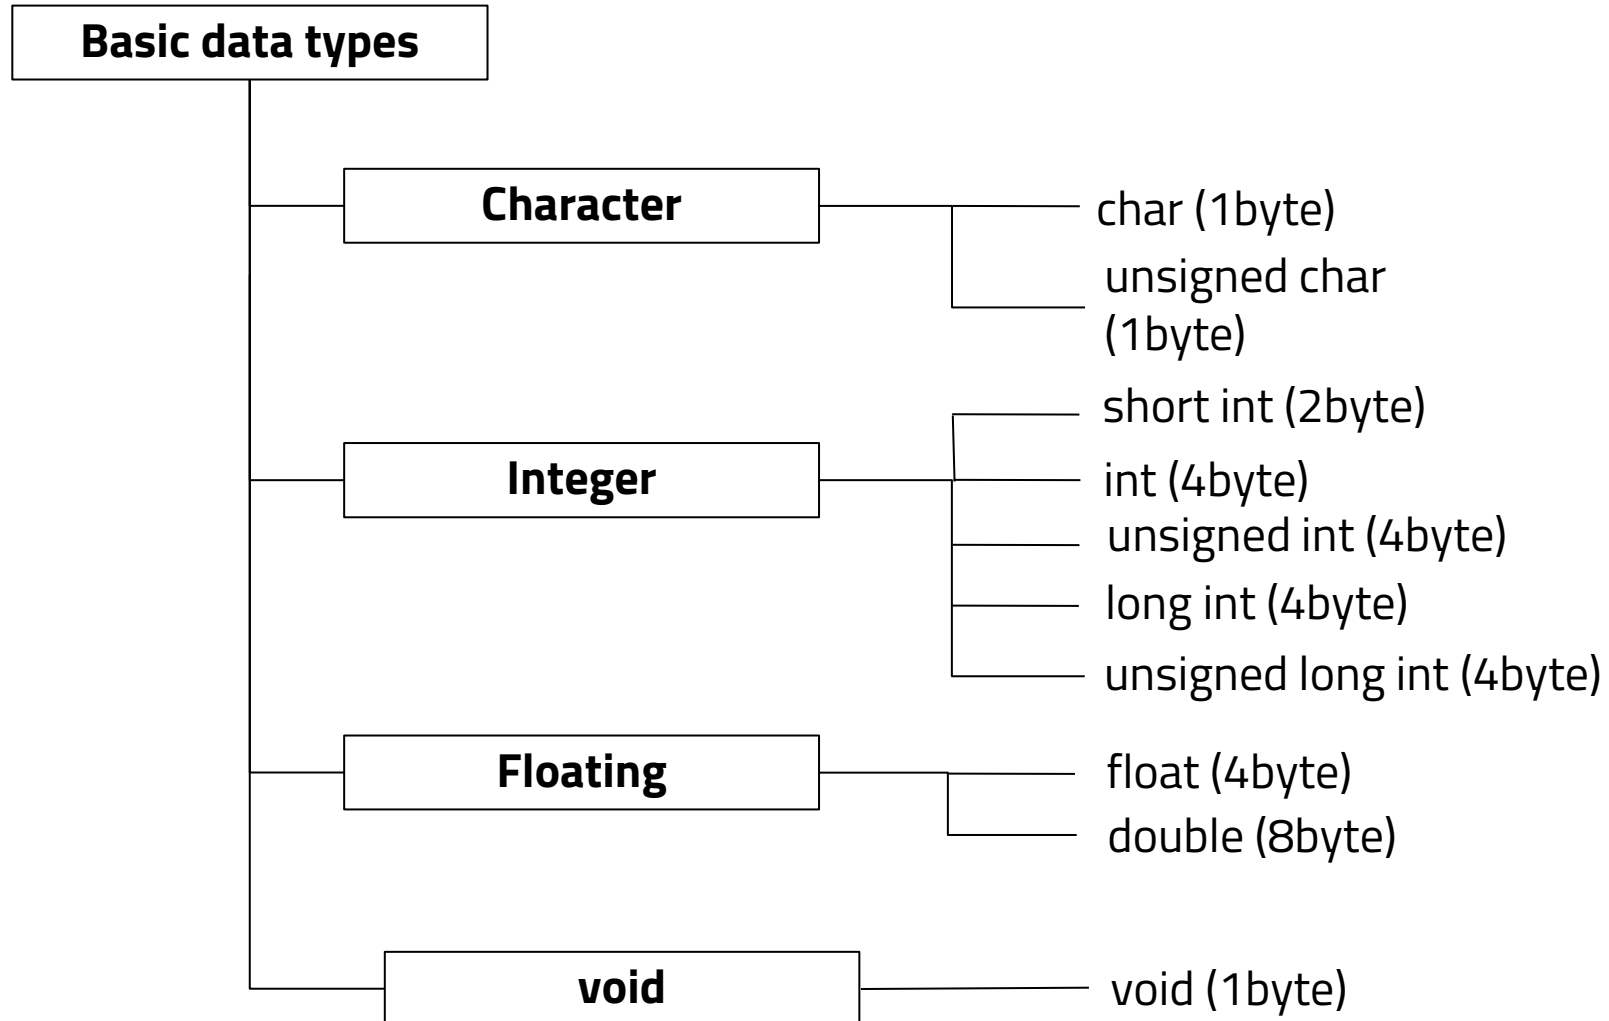 Basic data types
Character
char (1byte)
unsigned char
(1byte)
Integer
short int (2byte)
int (4byte)
unsigned int (4byte)
long int (4byte)
unsigned long int (4byte)
Floating
float (4byte)
double (8byte)
void
void (1byte)